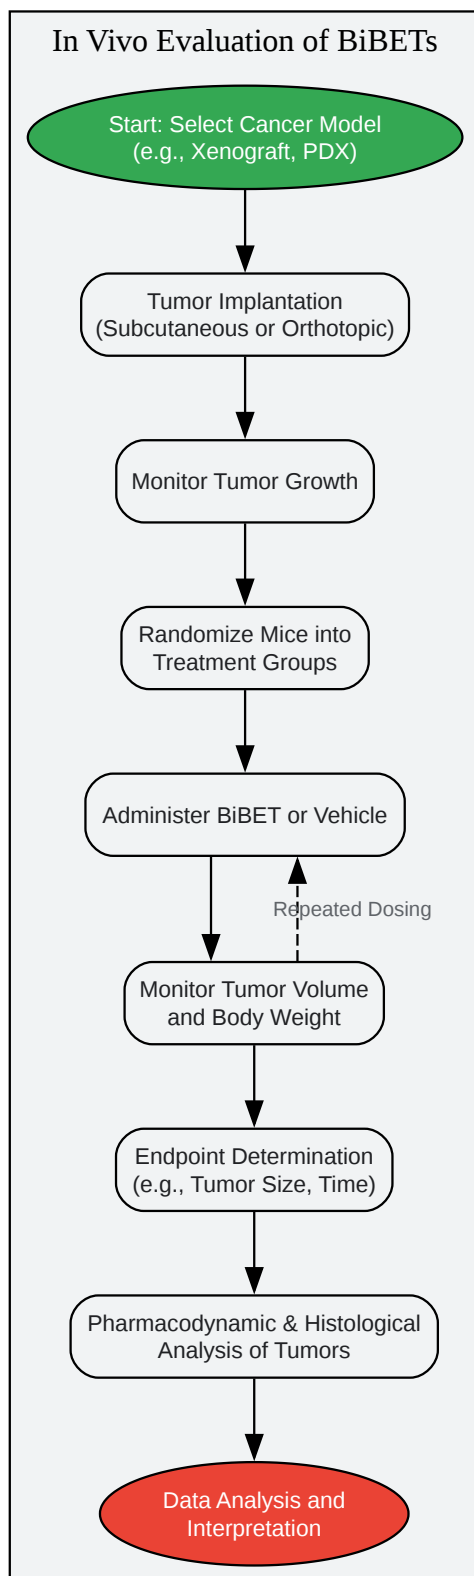 In Vivo Evaluation of BiBETs
Start: Select Cancer Model
(e.g., Xenograft, PDX)
Tumor Implantation
(Subcutaneous or Orthotopic)
Monitor Tumor Growth
Randomize Mice into
Treatment Groups
Administer BiBET or Vehicle
Repeated Dosing
Monitor Tumor Volume
and Body Weight
Endpoint Determination
(e.g., Tumor Size, Time)
Pharmacodynamic & Histological
Analysis of Tumors
Data Analysis and
Interpretation